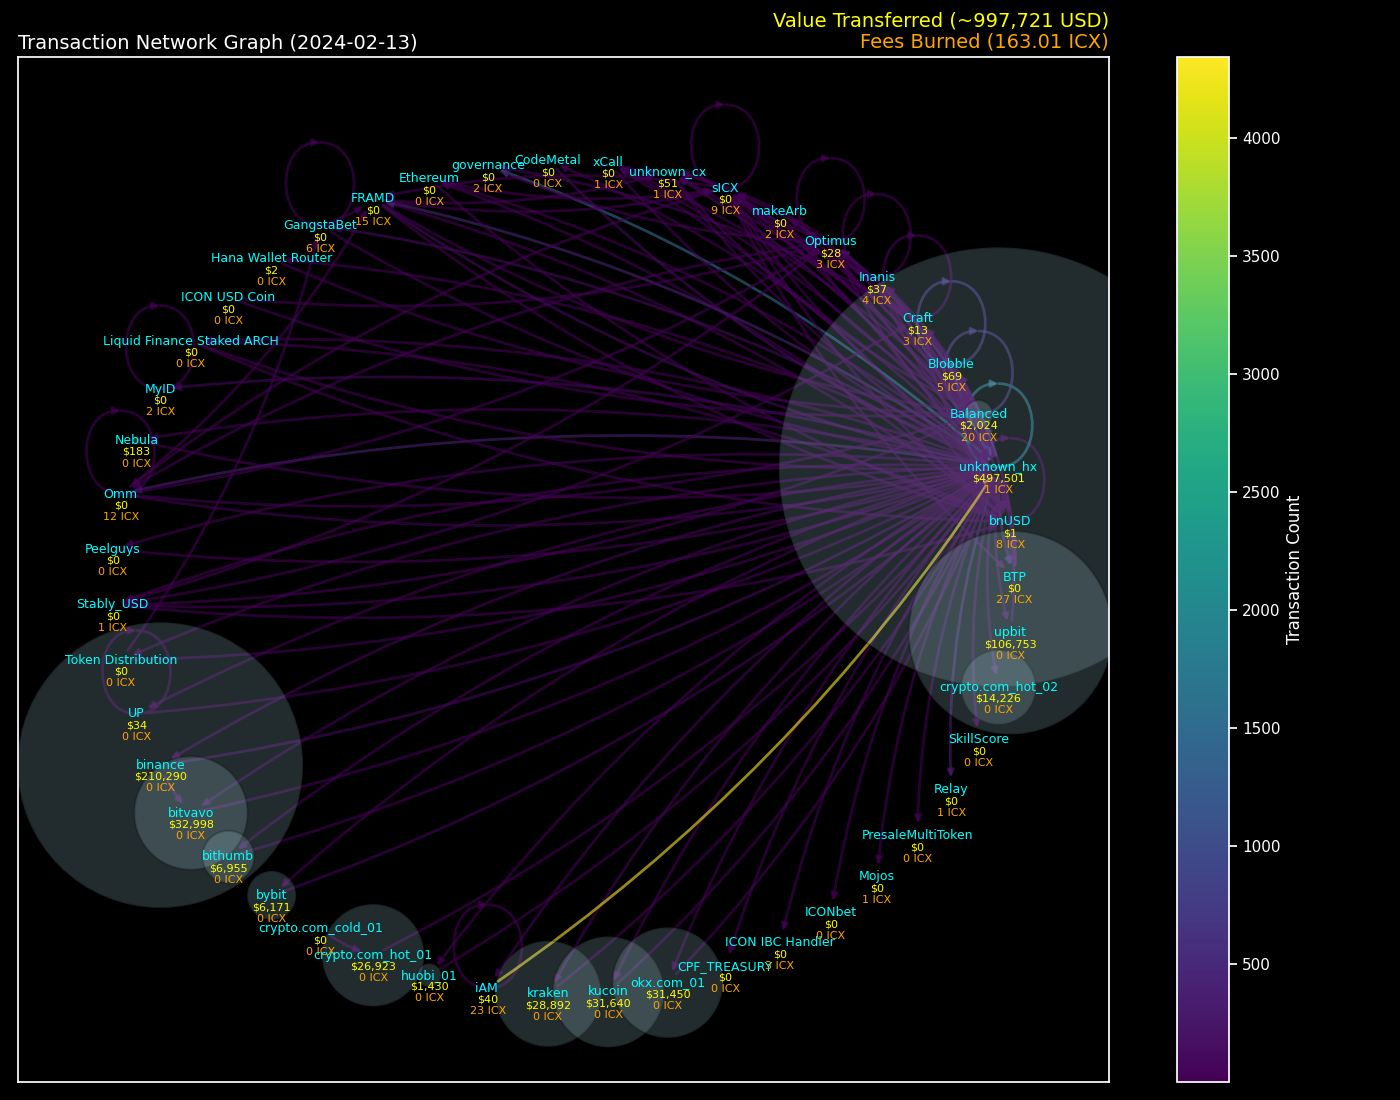 Value Transferred (~997,721 USD)
Transaction Network Graph (2024-02-13)
Fees Burned (163.01 ICX)
CodeMetal
$0
0 ICX
xCall
$0
1 ICX
governance
$0
2 ICX
unknown_cx
$51
1 ICX
Ethereum
$0
0 ICX
sICX
$0
9 ICX
FRAMD
$0
15 ICX
makeArb
$0
2 ICX
GangstaBet
$0
6 ICX
Optimus
$28
3 ICX
Hana Wallet Router
$2
0 ICX
Inanis
$37
4 ICX
ICON USD Coin
$0
0 ICX
Craft
$13
3 ICX
Liquid Finance Staked ARCH
$0
0 ICX
Blobble
$69
5 ICX
MyID
$0
2 ICX
Balanced
$2,024
20 ICX
Nebula
$183
0 ICX
unknown_hx
$497,501
1 ICX
Omm
$0
12 ICX
bnUSD
$1
8 ICX
Peelguys
$0
0 ICX
BTP
$0
27 ICX
Stably_USD
$0
1 ICX
upbit
$106,753
0 ICX
Token Distribution
$0
0 ICX
crypto.com_hot_02
$14,226
0 ICX
UP
$34
0 ICX
SkillScore
$0
0 ICX
binance
$210,290
0 ICX
Relay
$0
1 ICX
bitvavo
$32,998
0 ICX
PresaleMultiToken
$0
0 ICX
bithumb
$6,955
0 ICX
Mojos
$0
1 ICX
bybit
$6,171
0 ICX
ICONbet
$0
0 ICX
crypto.com_cold_01
$0
0 ICX
ICON IBC Handler
$0
ICX
crypto.com_hot_01
$26,923
0 ICX
CPF_TREASURY
$0
0 ICX
huobi_01
$1,430
0 ICX
okx.com_01
$31,450
0 ICX
iAM
$40
23 ICX
kraken
$28,892
0 ICX
kucoin
$31,640
0 ICX
4000
3500
3000
2500
2000
1500
1000
500
Transaction Count